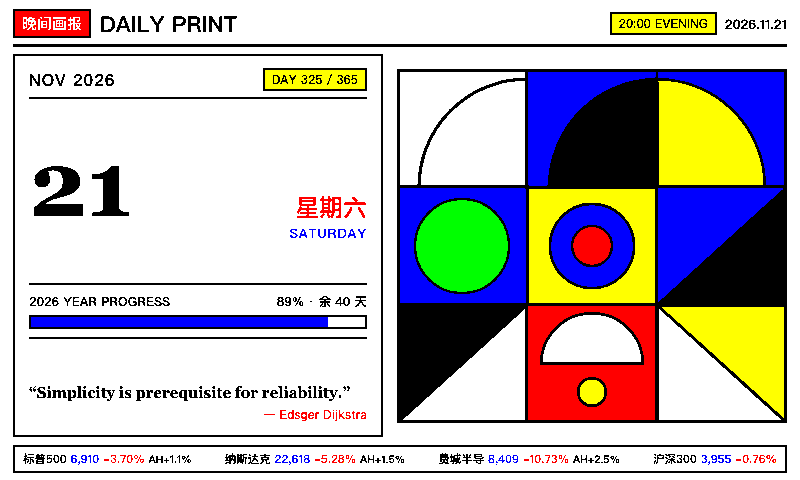 晚间画报 DAILY PRINT 20:00 EVENING 2026.11.21
NOV 2026 DAY 325 / 365
21
星期六
SATURDAY
2026 YEAR PROGRESS 89% · 余 40 天
“Simplicity is prerequisite for reliability.”
— Edsger Dijkstra
标普500 6,910 −3.70% AH+1.1% 纳斯达克 22,618 −5.28% AH+1.5% 费城半导 8,409 −10.73% AH+2.5% 沪深300 3,955 −0.76%